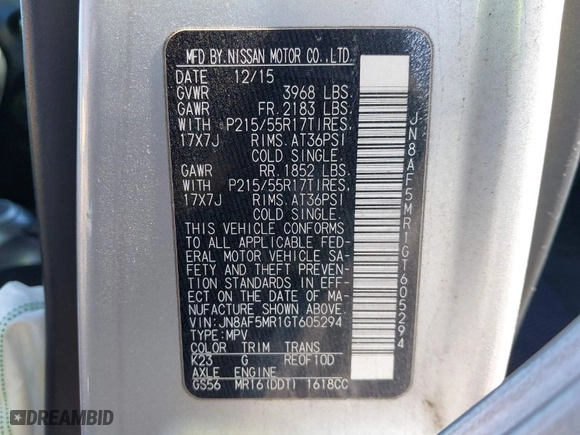 MFD BY NISSAN MOTOR CO., LTD.
DATE 12/15
GVWR 3968 LBS.
GAWR FR. 2183 LBS.
WITH P215/55R17TIRES.
17X7J RIMS. AT36PSI
COLD SINGLE.
GAWR RR. 1852 LBS.
WITH P215/55R17TIRES.
17X7J RIMS. AT36PSI
COLD SINGLE.
THIS VEHICLE CONFORMS
TO ALL APPLICABLE FED-
ERAL MOTOR VEHICLE SA-
FETY AND THEFT PREVEN-
TION STANDARDS IN EF-
FECT ON THE DATE OF MA-
NUFACTURE SHOWN ABOVE.
VIN:JN8AF5MR1GT605294
TYPE:MPV
COLOR TRIM TRANS
K23 G RE0F10D
AXLE ENGINE
GS56 MR16(DDT) 1618CC
JN8AF5MR1GT605294
DREAMBID